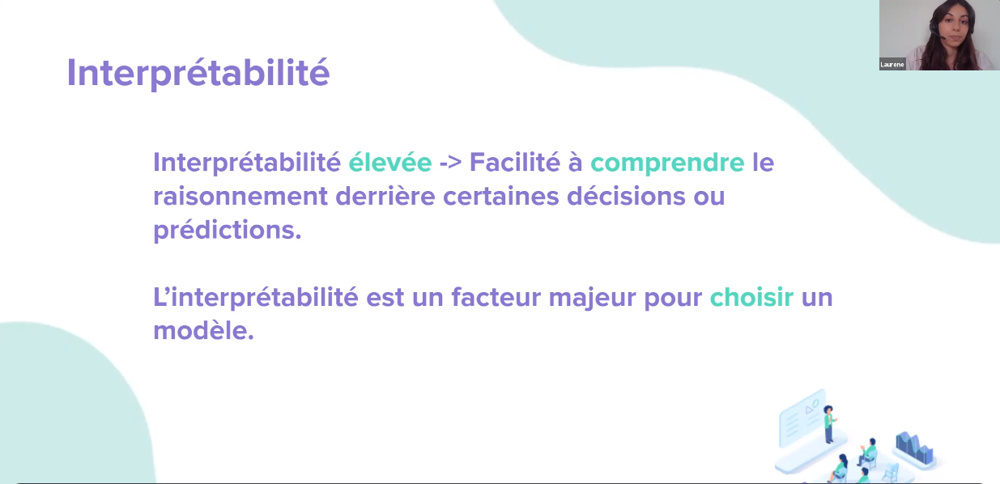 Interprétabilité
Laurene
Interprétabilité élevée -> Facilité à comprendre le
raisonnement derrière certaines décisions ou
prédictions.
L’interprétabilité est un facteur majeur pour choisir un
modèle.